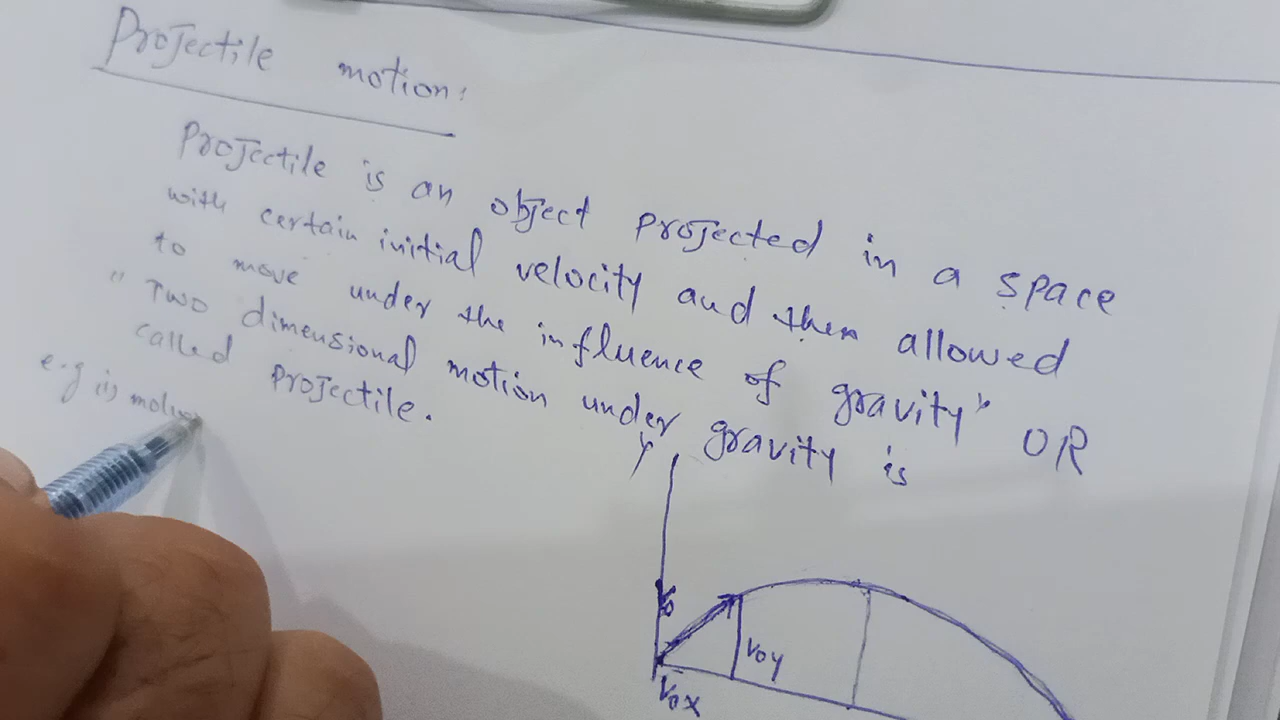 Projectile motion:
Projectile is an object projected in a space
with certain initial velocity and then allowed
to move under the influence of gravity" OR
" Two dimensional motion under gravity is
called projectile.
e.g is
Y
Vo
Voy
Vox